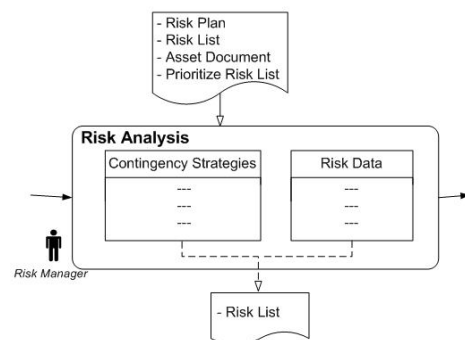 - Risk Plan
- Risk List
- Asset Document
- Prioritize Risk List
Risk Analysis
Contingency Strategies
---
---
---
Risk Data
---
---
---
Risk Manager
- Risk List